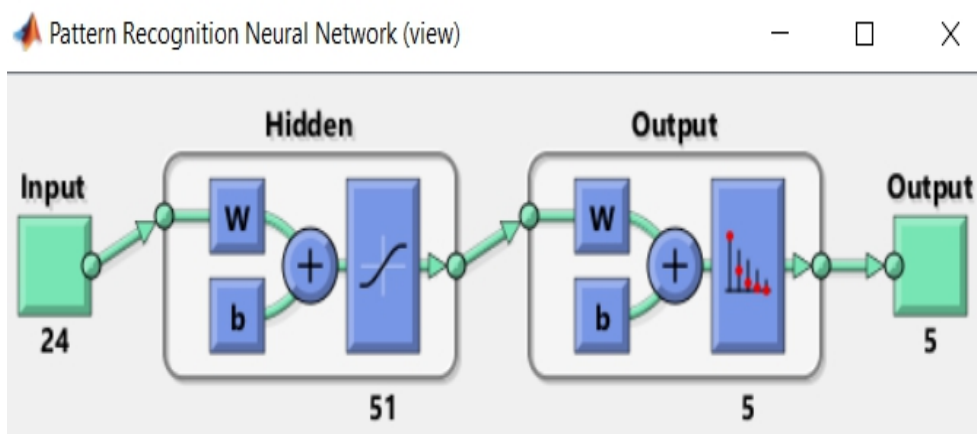 Pattern Recognition Neural Network (view)
Hidden
Output
Input
Output
W
W
b
b
24
5
51
5